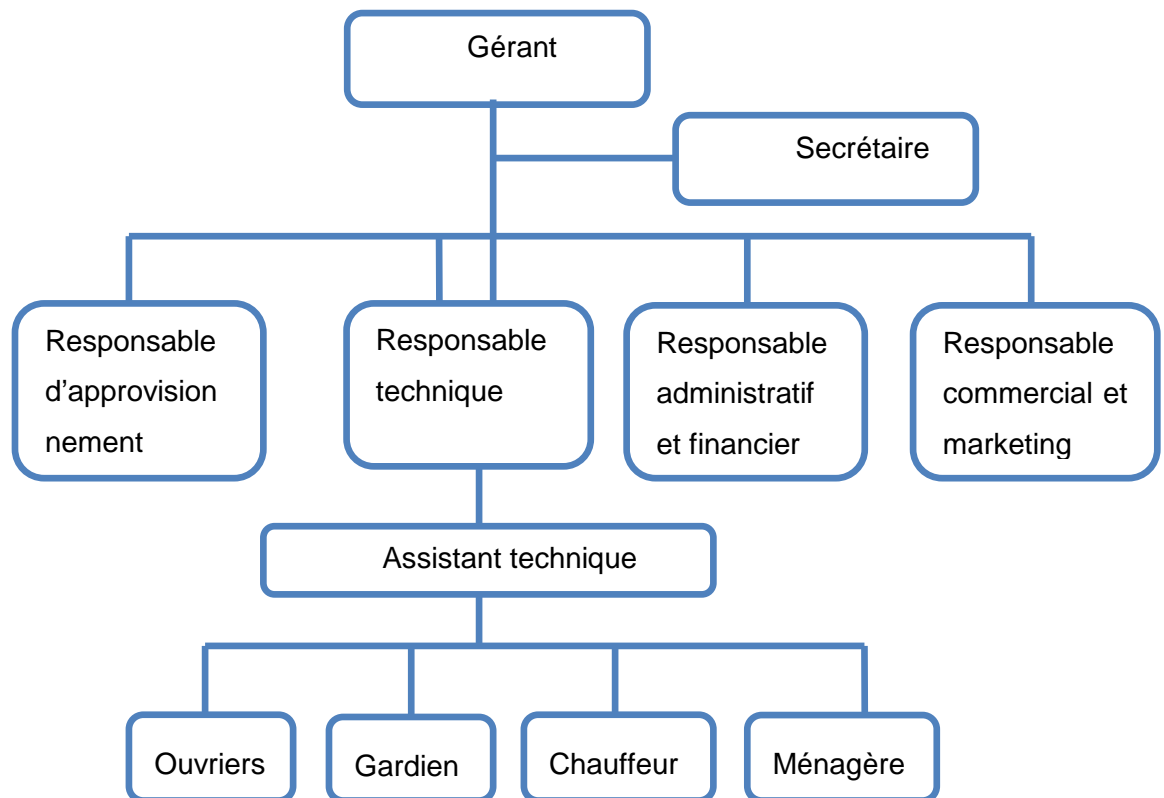 Gérant
Secrétaire
Responsable
d’approvision
nement
Responsable
technique
Responsable
administratif
et financier
Responsable
commercial et
marketing
Assistant technique
Ouvriers
Gardien
Chauffeur
Ménagère